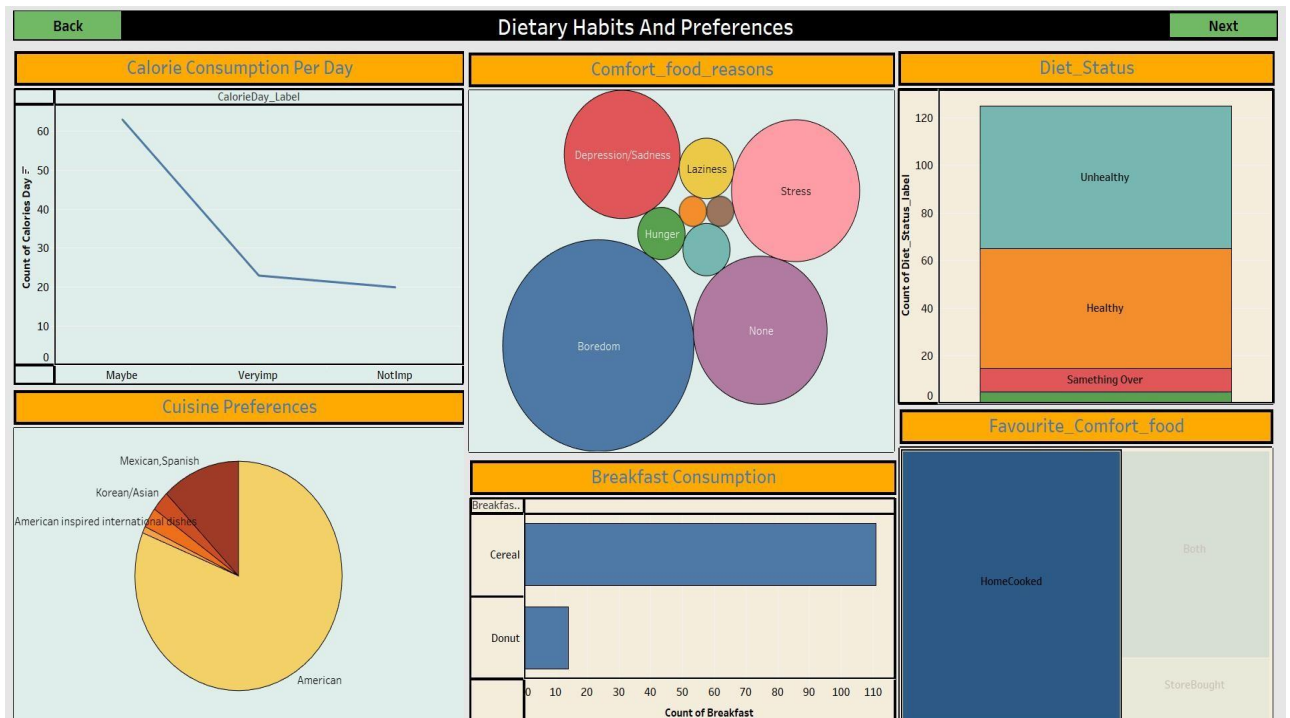 Back
Dietary Habits And Preferences
Next
Calorie Consumption Per Day
CalorieDay_Label
Count of Calories Day
60
50
40
30
20
10
0
Maybe
Veryimp
NotImp
Comfort_food_reasons
Depression/Sadness
Laziness
Stress
Hunger
Boredom
None
Diet_Status
Count of Diet_Status_label
120
100
80
60
40
20
0
Unhealthy
Healthy
Samething Over
Cuisine Preferences
Mexican,Spanish
Korean/Asian
American inspired international dishes
American
Breakfast Consumption
Breakfas..
Cereal
Donut
0 10 20 30 40 50 60 70 80 90 100 110
Count of Breakfast
Favourite_Comfort_food
HomeCooked
Both
StoreBought